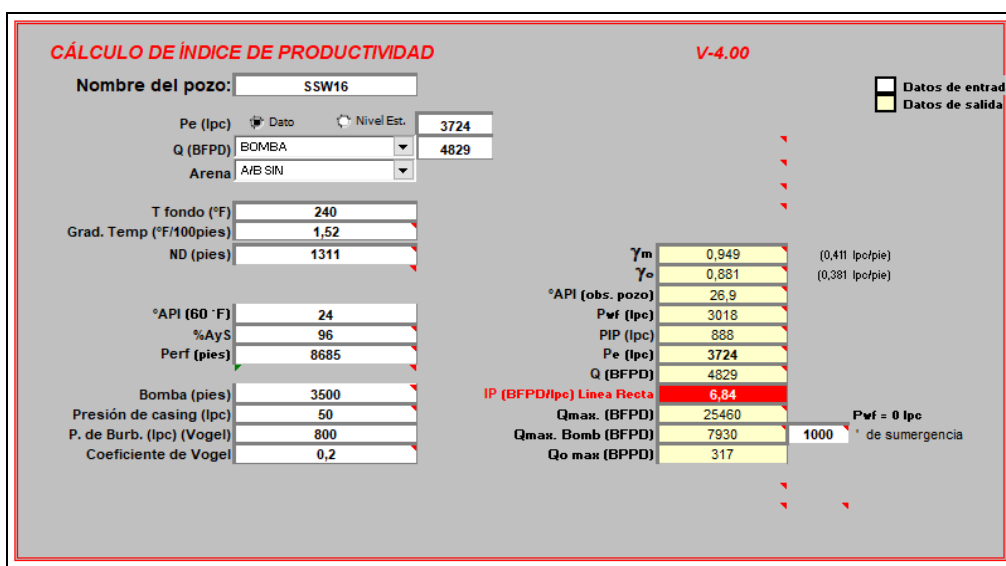 CÁLCULO DE ÍNDICE DE PRODUCTIVIDAD V-4.00
Nombre del pozo: SSW16
Datos de entrad
Datos de salida
Pe (lpc) Dato Nivel Est. 3724
Q (BFPD) BOMBA 4829
Arena A/B SIN
T fondo (ºF) 240
Grad. Temp (ºF/100pies) 1,52
ND (pies) 1311 γm 0,949 (0,411 lpc/pie)
γo 0,881 (0,381 lpc/pie)
ºAPI (obs. pozo) 26,9
ºAPI (60 ˚F) 24 Pwf (lpc) 3018
%AyS 96 PIP (lpc) 888
Perf (pies) 8685 Pe (lpc) 3724
Q (BFPD) 4829
Bomba (pies) 3500 IP (BFPD/lpc) Línea Recta 6,84
Presión de casing (lpc) 50 Qmax. (BFPD) 25460 Pwf = 0 lpc
P. de Burb. (lpc) (Vogel) 800 Qmax. Bomb (BFPD) 7930 1000 ' de sumergencia
Coeficiente de Vogel 0,2 Qo max (BPPD) 317